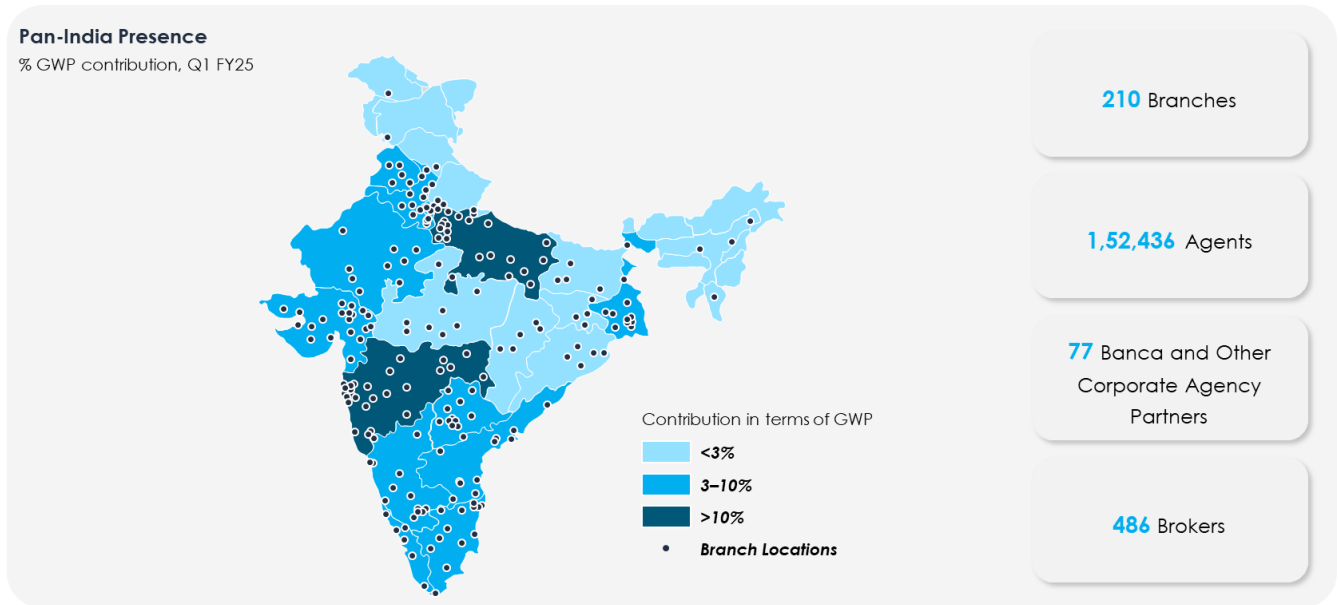 Pan-India Presence
% GWP contribution, Q1 FY25
210 Branches
1,52,436 Agents
77 Banca and Other
Corporate Agency
Partners
486 Brokers
Contribution in terms of GWP
<3%
3–10%
>10%
Branch Locations